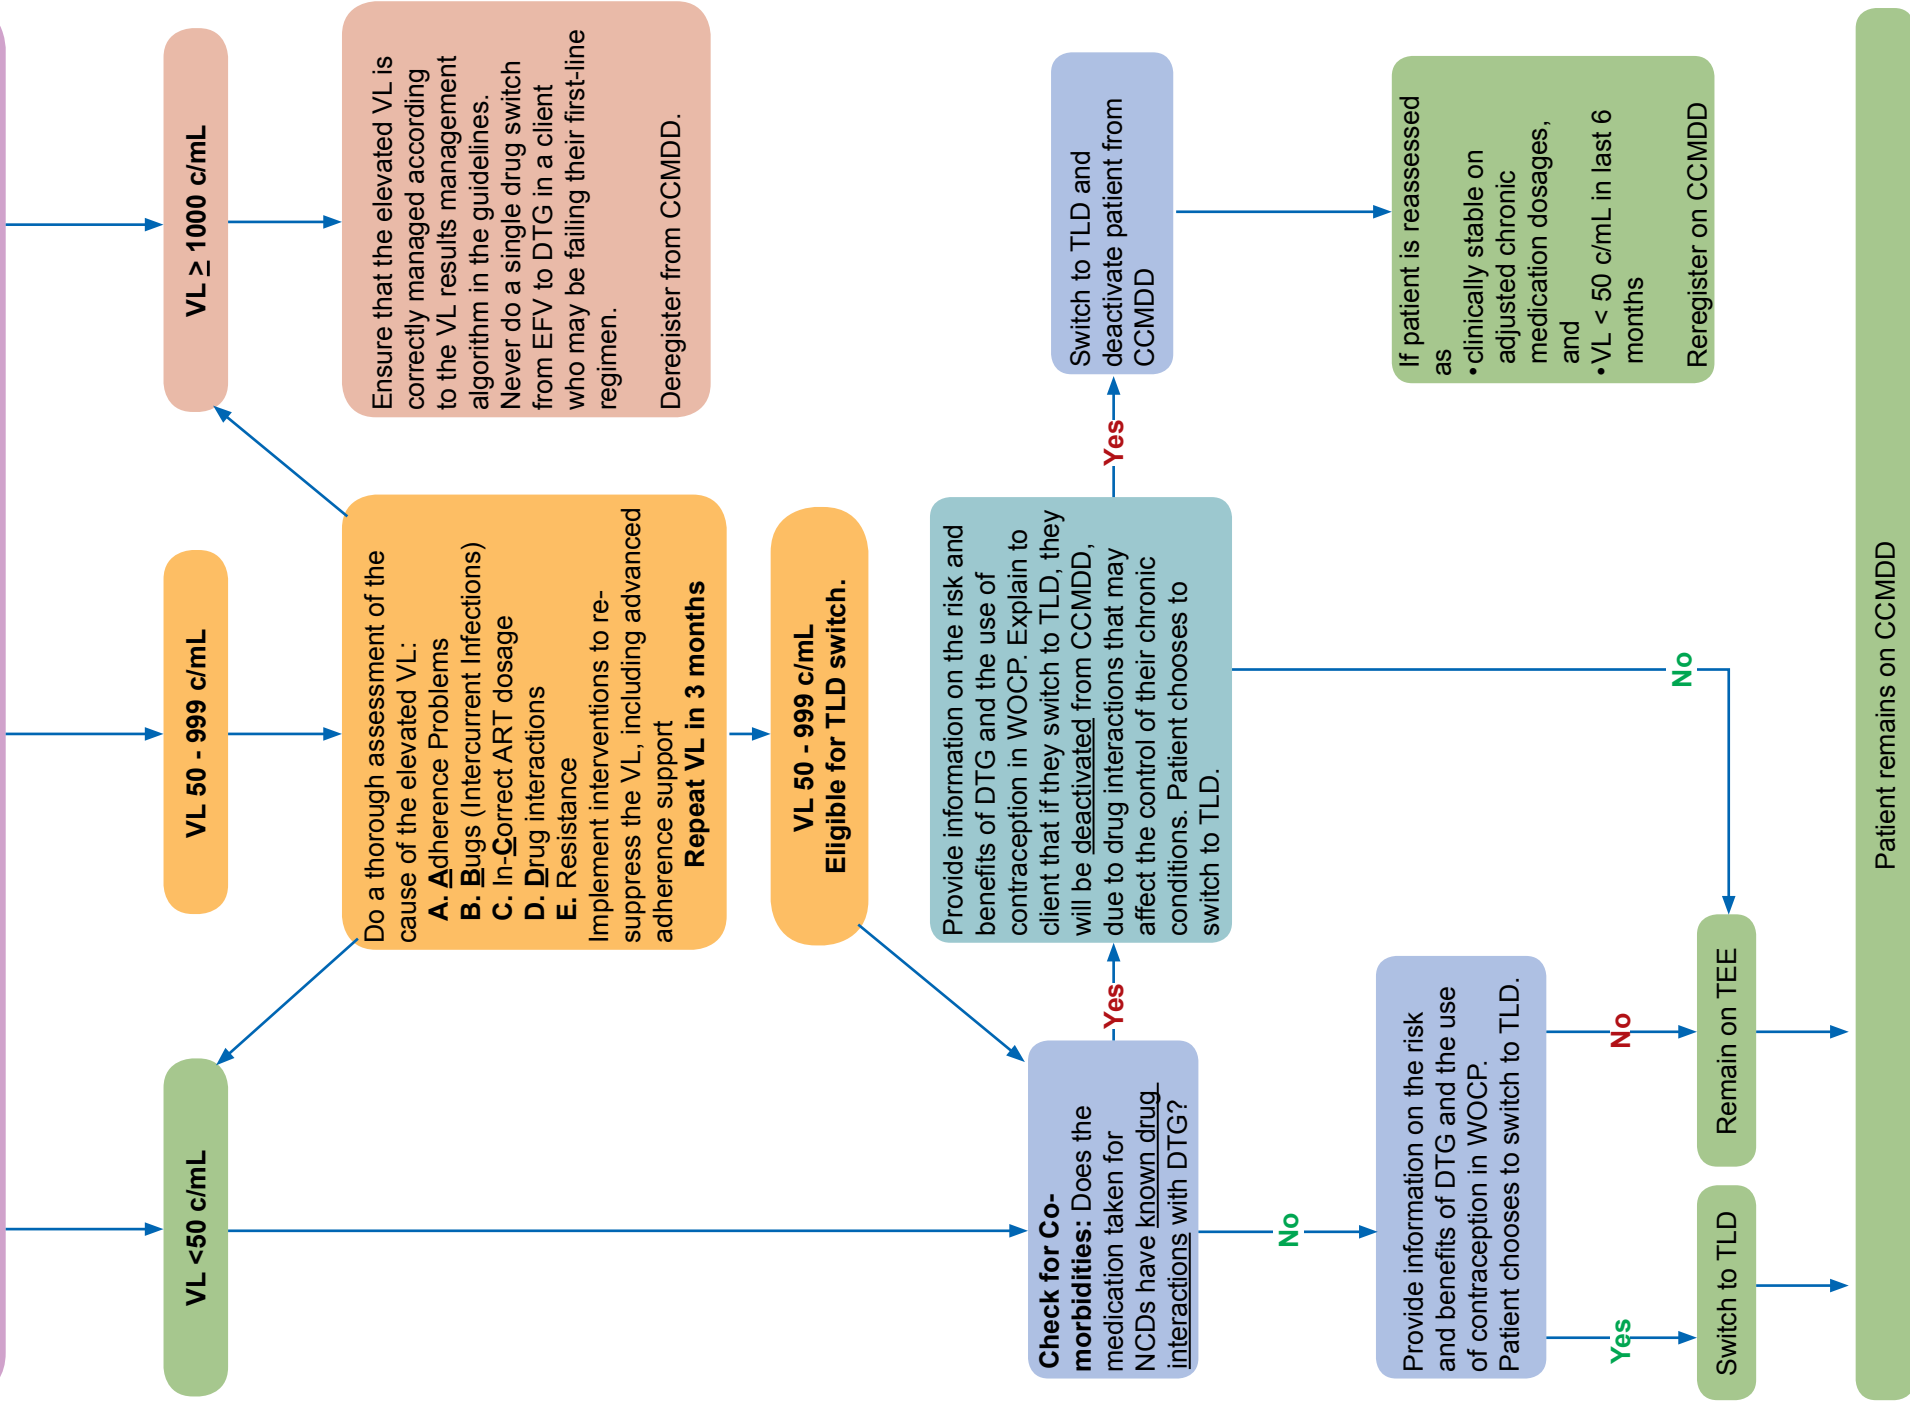 VL <50 c/mL
VL 50 - 999 c/mL
VL ≥ 1000 c/mL
Do a thorough assessment of the
cause of the elevated VL:
A. Adherence Problems
B. Bugs (Intercurrent Infections)
C. In-Correct ART dosage
D. Drug interactions
E. Resistance
Implement interventions to re-
suppress the VL, including advanced
adherence support
Repeat VL in 3 months
Ensure that the elevated VL is
correctly managed according
to the VL results management
algorithm in the guidelines.
Never do a single drug switch
from EFV to DTG in a client
who may be failing their first-line
regimen.
Deregister from CCMDD.
VL 50 - 999 c/mL
Eligible for TLD switch.
Check for Co-
morbidities: Does the
medication taken for
NCDs have known drug
interactions with DTG?
Yes
Provide information on the risk and
benefits of DTG and the use of
contraception in WOCP. Explain to
client that if they switch to TLD, they
will be deactivated from CCMDD,
due to drug interactions that may
affect the control of their chronic
conditions. Patient chooses to
switch to TLD.
Yes
Switch to TLD and
deactivate patient from
CCMDD
No
Provide information on the risk
and benefits of DTG and the use
of contraception in WOCP.
Patient chooses to switch to TLD.
If patient is reassessed
as
•clinically stable on
adjusted chronic
medication dosages,
and
•VL < 50 c/mL in last 6
months
Reregister on CCMDD
Yes
No
No
Switch to TLD
Remain on TEE
Patient remains on CCMDD